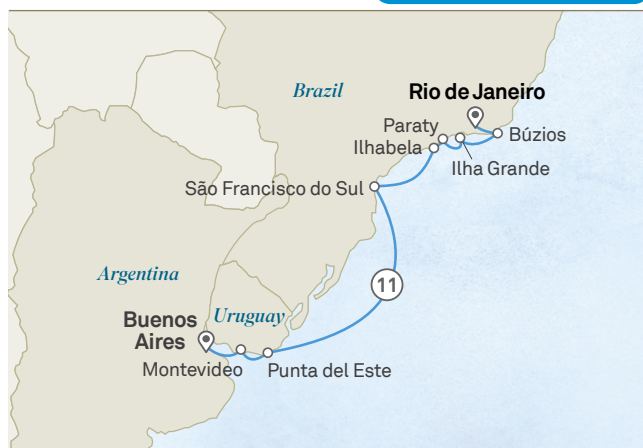 Brazil
Rio de Janeiro
Paraty
Búzios
Ilhabela
Ilha Grande
São Francisco do Sul
Argentina
11
Uruguay
Buenos
Aires
Montevideo
Punta del Este